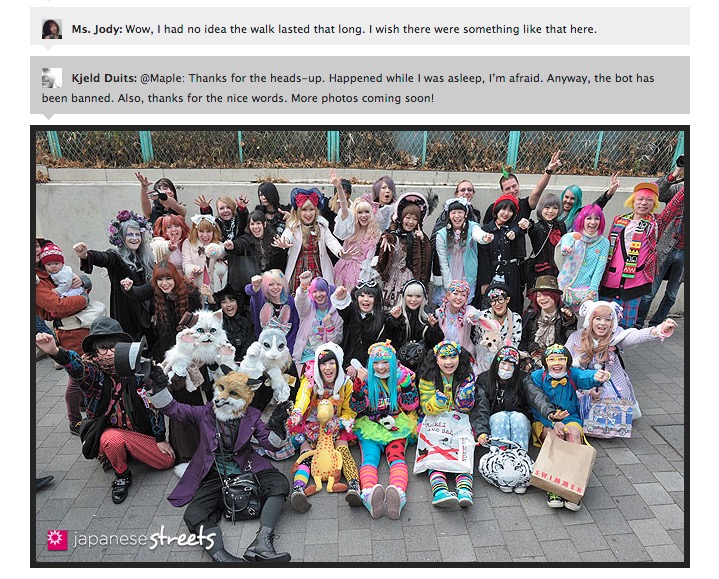 Ms. Jody: Wow, I had no idea the walk lasted that long. I wish there were something like that here.
Kjeld Duits: @Maple: Thanks for the heads-up. Happened while I was asleep, I’m afraid. Anyway, the bot has
been banned. Also, thanks for the nice words. More photos coming soon!
SWIMMER
japanesestreets